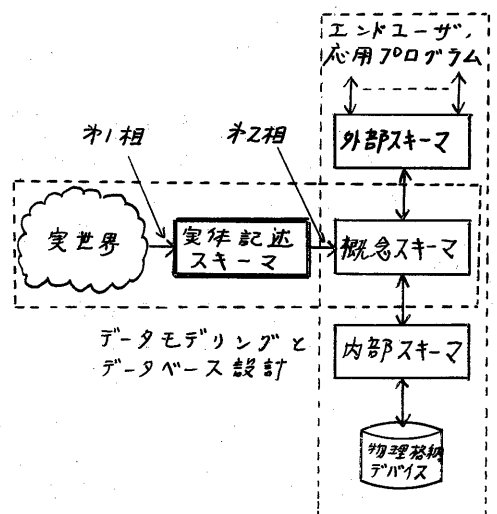 エンドユーザ,
応用プログラム
外部スキーマ
才1相
才2相
実世界
実体記述
スキーマ
概念スキーマ
データモデリングと
データベース設計
内部スキーマ
物理格納
デバイス